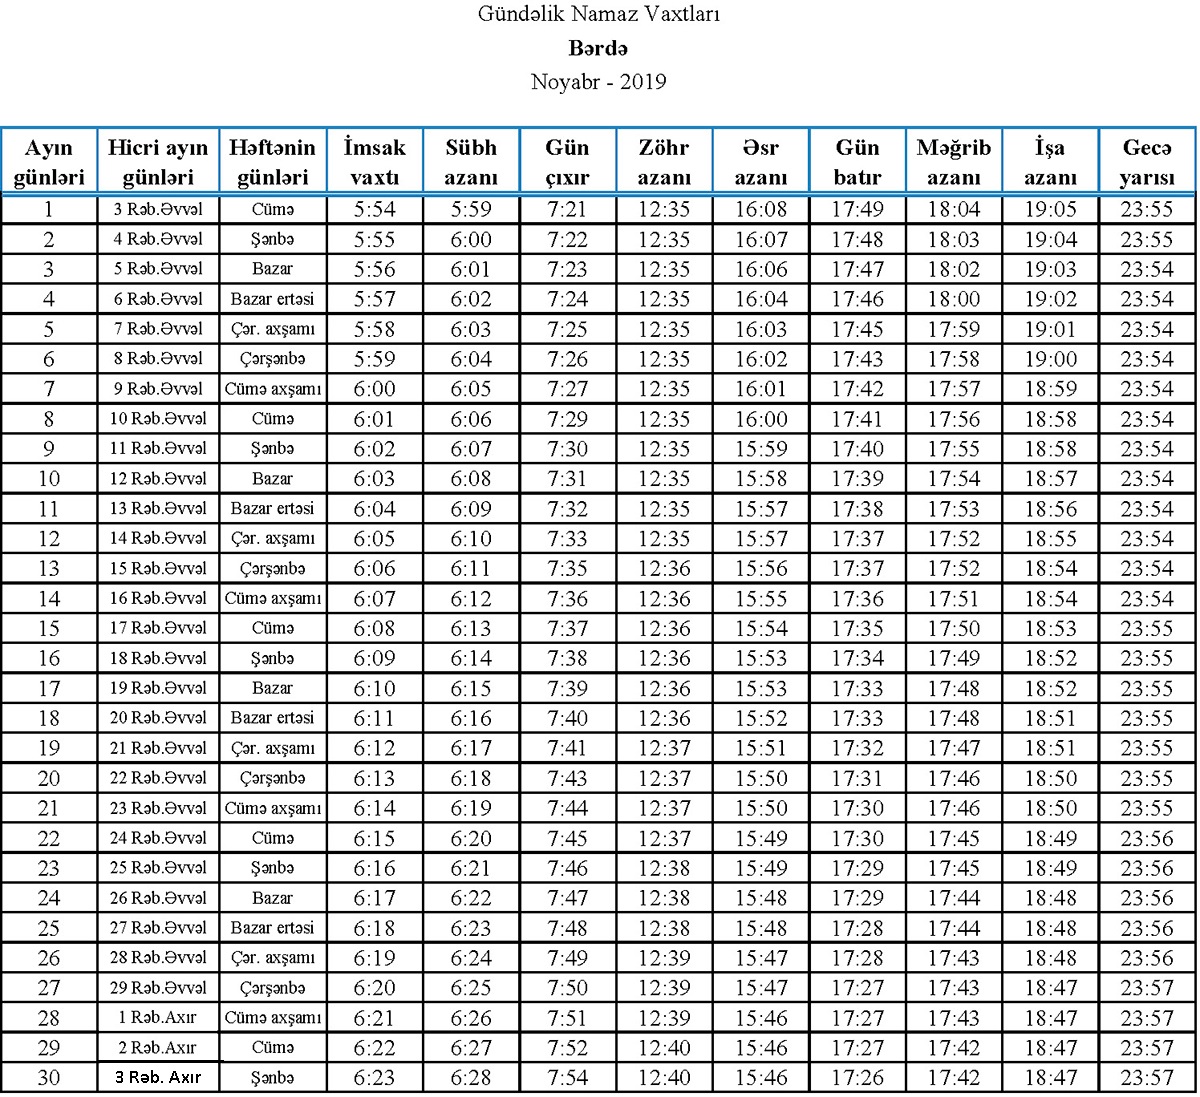 Gündəlik Namaz Vaxtları
Bərdə
Noyabr - 2019
Ayın günləri Hicri ayın günləri Həftənin günləri İmsak vaxtı Sübh azanı Gün çıxır Zöhr azanı Əsr azanı Gün batır Məğrib azanı İşa azanı Gecə yarısı
1 3 Rəb.Əvvəl Cümə 5:54 5:59 7:21 12:35 16:08 17:49 18:04 19:05 23:55
2 4 Rəb.Əvvəl Şənbə 5:55 6:00 7:22 12:35 16:07 17:48 18:03 19:04 23:55
3 5 Rəb.Əvvəl Bazar 5:56 6:01 7:23 12:35 16:06 17:47 18:02 19:03 23:54
4 6 Rəb.Əvvəl Bazar ertəsi 5:57 6:02 7:24 12:35 16:04 17:46 18:00 19:02 23:54
5 7 Rəb.Əvvəl Çər. axşamı 5:58 6:03 7:25 12:35 16:03 17:45 17:59 19:01 23:54
6 8 Rəb.Əvvəl Çərşənbə 5:59 6:04 7:26 12:35 16:02 17:43 17:58 19:00 23:54
7 9 Rəb.Əvvəl Cümə axşamı 6:00 6:05 7:27 12:35 16:01 17:42 17:57 18:59 23:54
8 10 Rəb.Əvvəl Cümə 6:01 6:06 7:29 12:35 16:00 17:41 17:56 18:58 23:54
9 11 Rəb.Əvvəl Şənbə 6:02 6:07 7:30 12:35 15:59 17:40 17:55 18:58 23:54
10 12 Rəb.Əvvəl Bazar 6:03 6:08 7:31 12:35 15:58 17:39 17:54 18:57 23:54
11 13 Rəb.Əvvəl Bazar ertəsi 6:04 6:09 7:32 12:35 15:57 17:38 17:53 18:56 23:54
12 14 Rəb.Əvvəl Çər. axşamı 6:05 6:10 7:33 12:35 15:57 17:37 17:52 18:55 23:54
13 15 Rəb.Əvvəl Çərşənbə 6:06 6:11 7:35 12:36 15:56 17:37 17:52 18:54 23:54
14 16 Rəb.Əvvəl Cümə axşamı 6:07 6:12 7:36 12:36 15:55 17:36 17:51 18:54 23:54
15 17 Rəb.Əvvəl Cümə 6:08 6:13 7:37 12:36 15:54 17:35 17:50 18:53 23:55
16 18 Rəb.Əvvəl Şənbə 6:09 6:14 7:38 12:36 15:53 17:34 17:49 18:52 23:55
17 19 Rəb.Əvvəl Bazar 6:10 6:15 7:39 12:36 15:53 17:33 17:48 18:52 23:55
18 20 Rəb.Əvvəl Bazar ertəsi 6:11 6:16 7:40 12:36 15:52 17:33 17:48 18:51 23:55
19 21 Rəb.Əvvəl Çər. axşamı 6:12 6:17 7:41 12:37 15:51 17:32 17:47 18:51 23:55
20 22 Rəb.Əvvəl Çərşənbə 6:13 6:18 7:43 12:37 15:50 17:31 17:46 18:50 23:55
21 23 Rəb.Əvvəl Cümə axşamı 6:14 6:19 7:44 12:37 15:50 17:30 17:46 18:50 23:55
22 24 Rəb.Əvvəl Cümə 6:15 6:20 7:45 12:37 15:49 17:30 17:45 18:49 23:56
23 25 Rəb.Əvvəl Şənbə 6:16 6:21 7:46 12:38 15:49 17:29 17:45 18:49 23:56
24 26 Rəb.Əvvəl Bazar 6:17 6:22 7:47 12:38 15:48 17:29 17:44 18:48 23:56
25 27 Rəb.Əvvəl Bazar ertəsi 6:18 6:23 7:48 12:38 15:48 17:28 17:44 18:48 23:56
26 28 Rəb.Əvvəl Çər. axşamı 6:19 6:24 7:49 12:39 15:47 17:28 17:43 18:48 23:56
27 29 Rəb.Əvvəl Çərşənbə 6:20 6:25 7:50 12:39 15:47 17:27 17:43 18:47 23:57
28 1 Rəb.Axır Cümə axşamı 6:21 6:26 7:51 12:39 15:46 17:27 17:43 18:47 23:57
29 2 Rəb.Axır Cümə 6:22 6:27 7:52 12:40 15:46 17:27 17:42 18:47 23:57
30 3 Rəb. Axır Şənbə 6:23 6:28 7:54 12:40 15:46 17:26 17:42 18:47 23:57